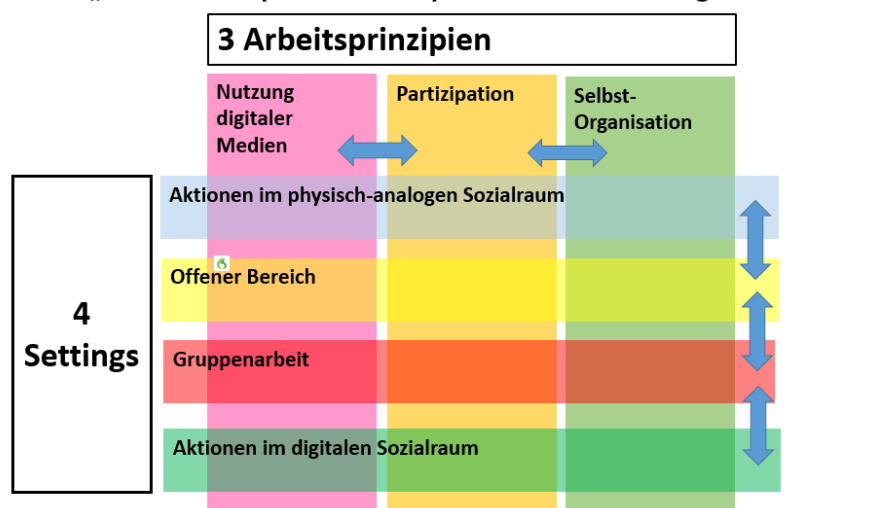 3 Arbeitsprinzipien
Nutzung
digitaler
Medien
Partizipation
Selbst-
Organisation
4
Settings
Aktionen im physisch-analogen Sozialraum
Offener Bereich
Gruppenarbeit
Aktionen im digitalen Sozialraum